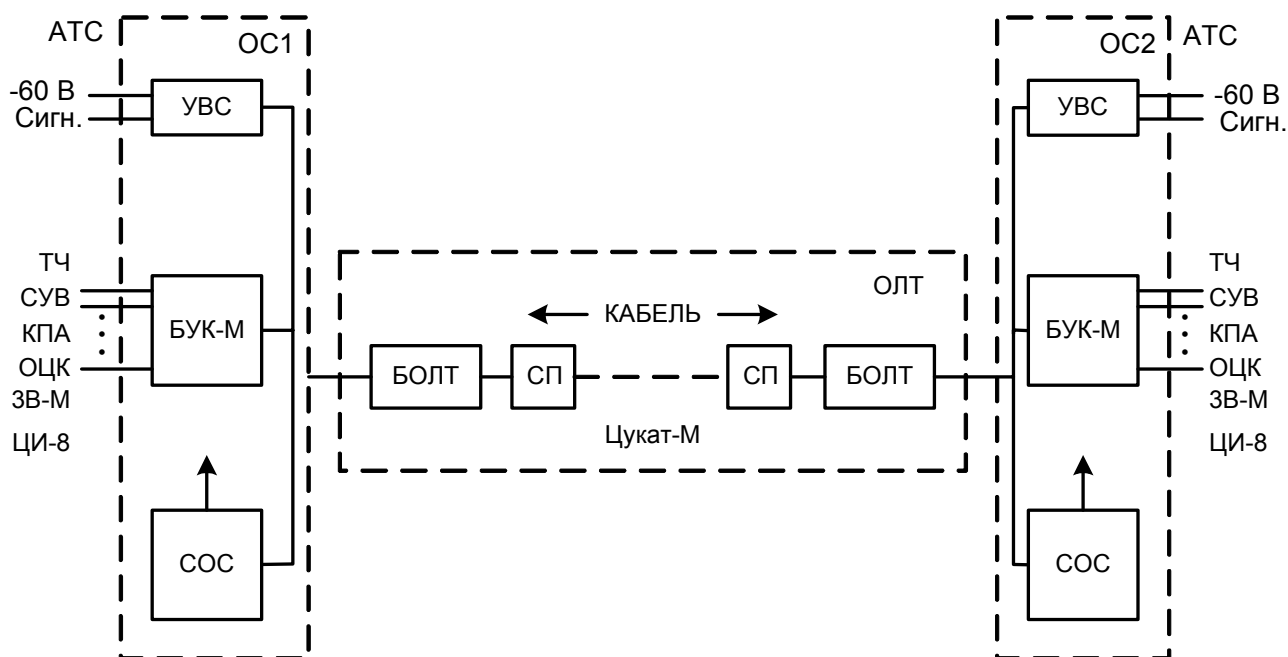 АТС
ОС1
-60 В
Сигн.
УВС
ТЧ
СУВ
КПА
ОЦК
ЗВ-М
ЦИ-8
БУК-М
СОС
ОЛТ
КАБЕЛЬ
БОЛТ
СП
СП
БОЛТ
Цукат-М
ОС2
АТС
УВС
-60 В
Сигн.
БУК-М
ТЧ
СУВ
КПА
ОЦК
ЗВ-М
ЦИ-8
СОС